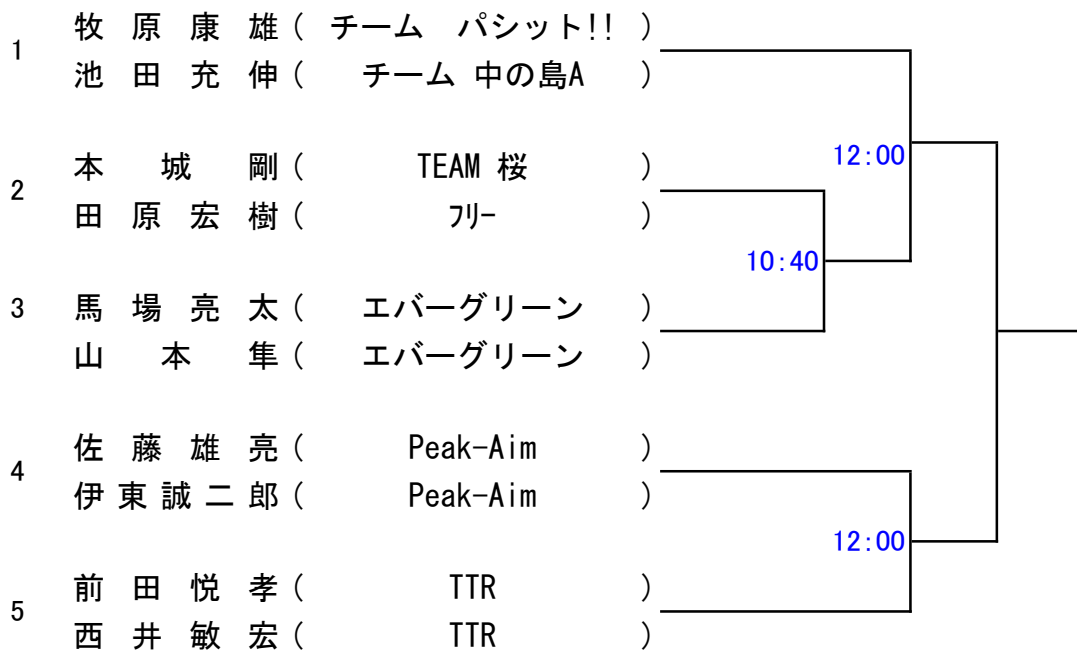 1
牧 原 康 雄 ( チーム パシット!! )
池 田 充 伸 ( チーム 中の島A )
12:00
2
本 城 剛 ( TEAM 桜 )
田 原 宏 樹 ( ﾌﾘｰ )
10:40
3
馬 場 亮 太 ( エバーグリーン )
山 本 隼 ( エバーグリーン )
4
佐 藤 雄 亮 ( Peak-Aim )
伊 東 誠 二 郎 ( Peak-Aim )
12:00
5
前 田 悦 孝 ( TTR )
西 井 敏 宏 ( TTR )